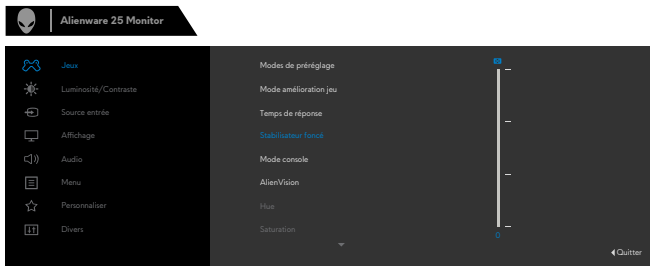 Alienware 25 Monitor
Jeux
Luminosité/Contraste
Source entrée
Affichage
Audio
Menu
Personnaliser
Divers
Modes de préréglage
Mode amélioration jeu
Temps de réponse
Stabilisateur foncé
Mode console
AlienVision
Hue
Saturation
0
Quitter